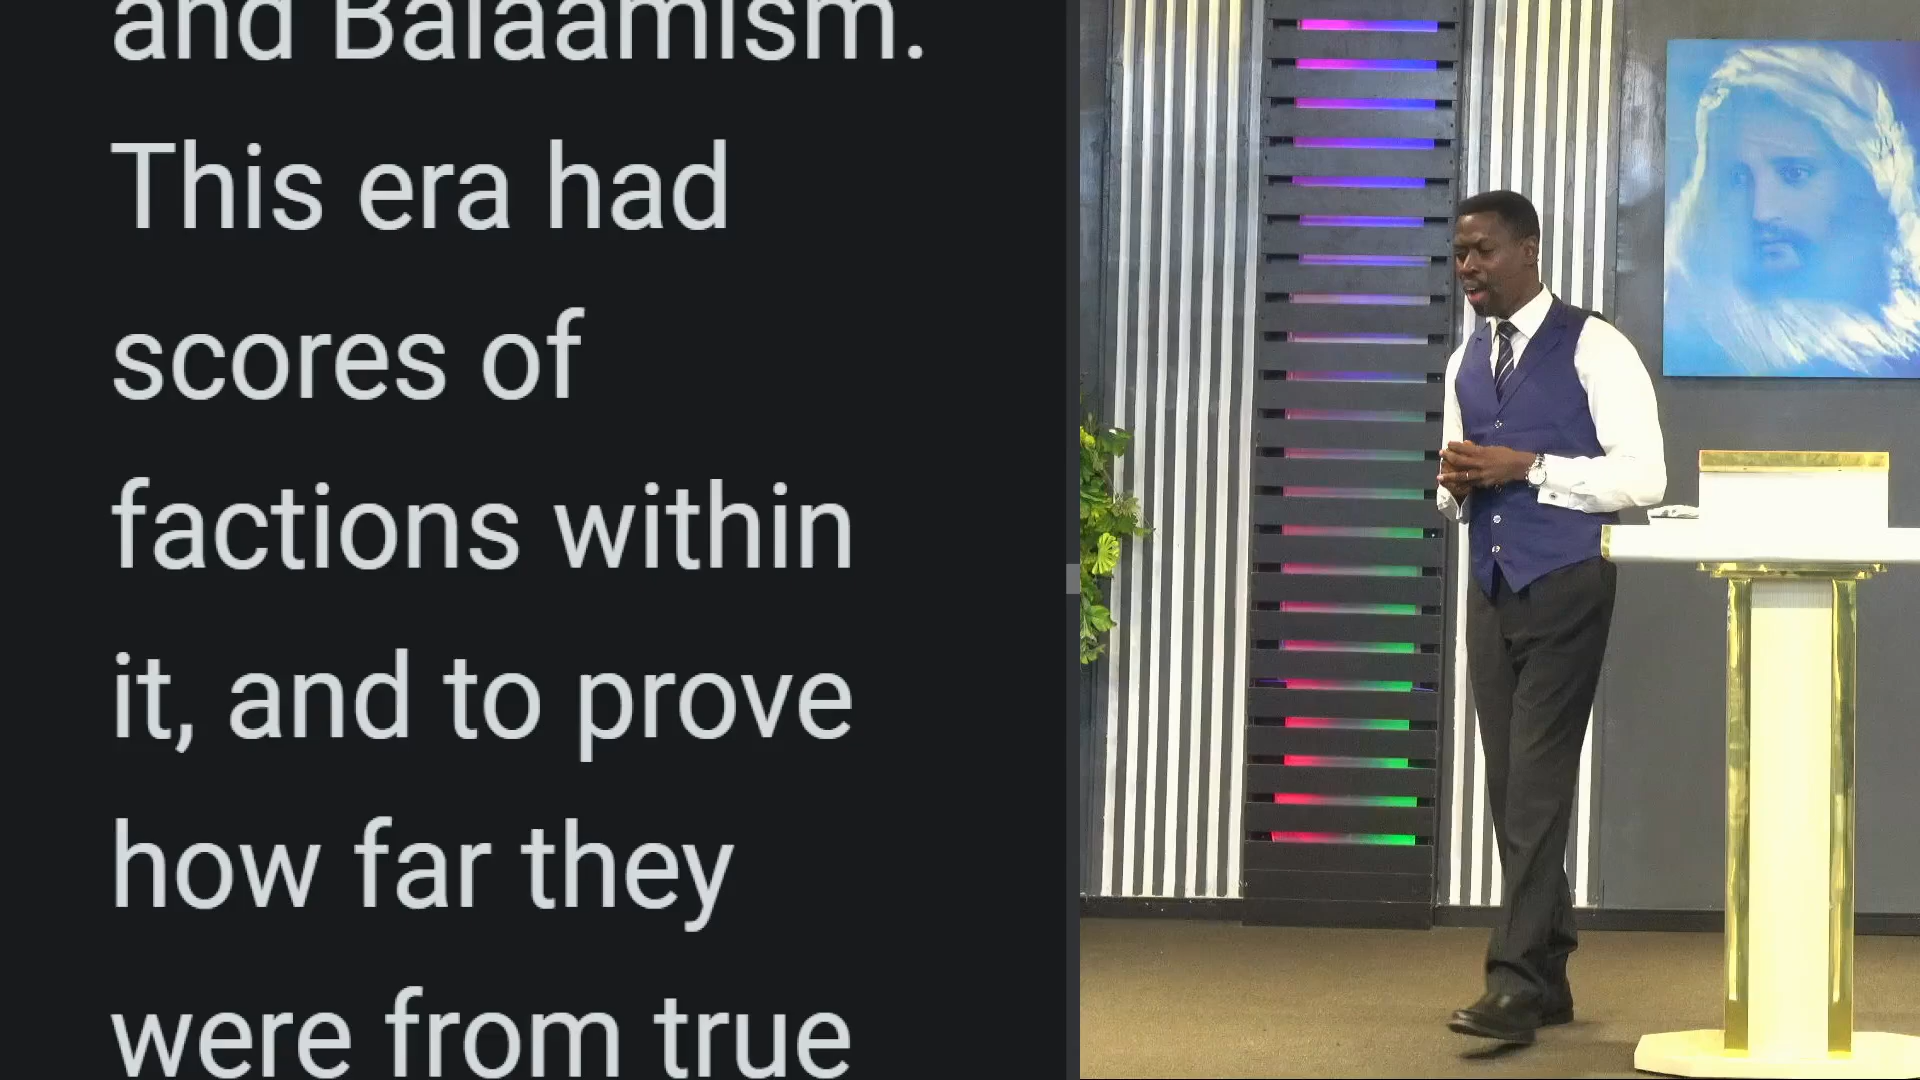 and Balaamism.
This era had
scores of
factions within
it, and to prove
how far they
were from true